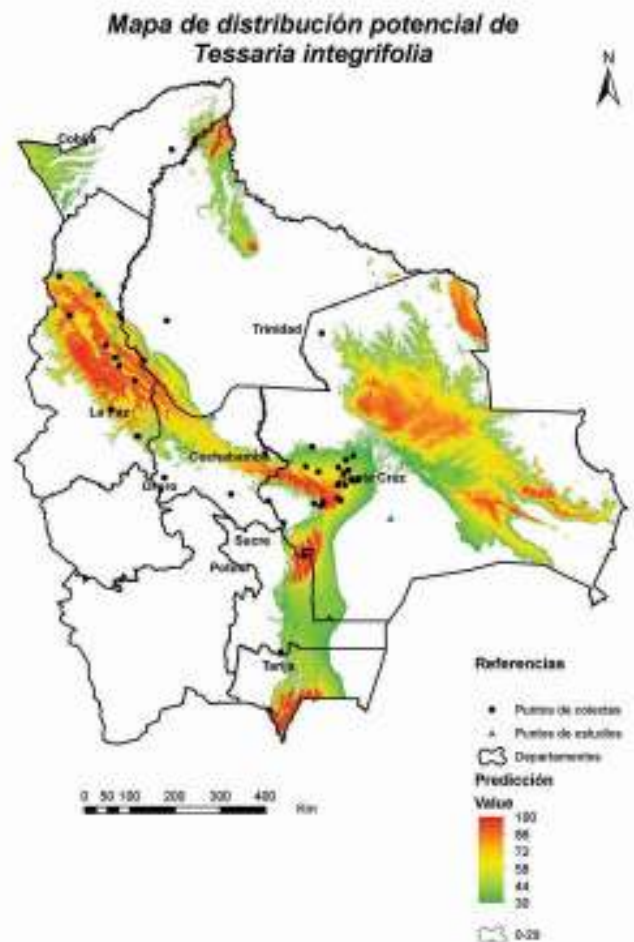 Mapa de distribución potencial de
Tessaria integrifolia
N
Cobija
Trinidad
La Paz
Cochabamba
Cruz
Oruro
Sucre
Potosí
Tarija
Referencias
Puntos de colectas
Puntos de estudios
Departamentos
Predicción
Value
100
86
72
58
44
30
0-20
0 50 100 200 300 400
Km